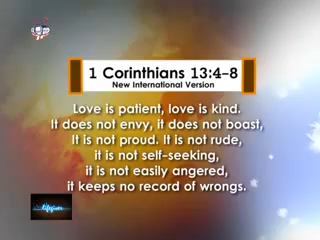 1 Corinthians 13:4-8
New International Version
Love is patient, love is kind.
It does not envy, it does not boast,
It is not proud. It is not rude,
it is not self-seeking,
it is not easily angered,
it keeps no record of wrongs.